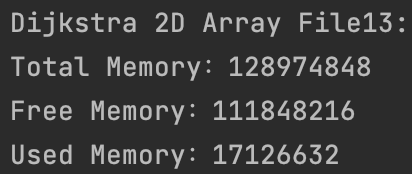 Dijkstra 2D Array File13:
Total Memory: 128974848
Free Memory: 111848216
Used Memory: 17126632